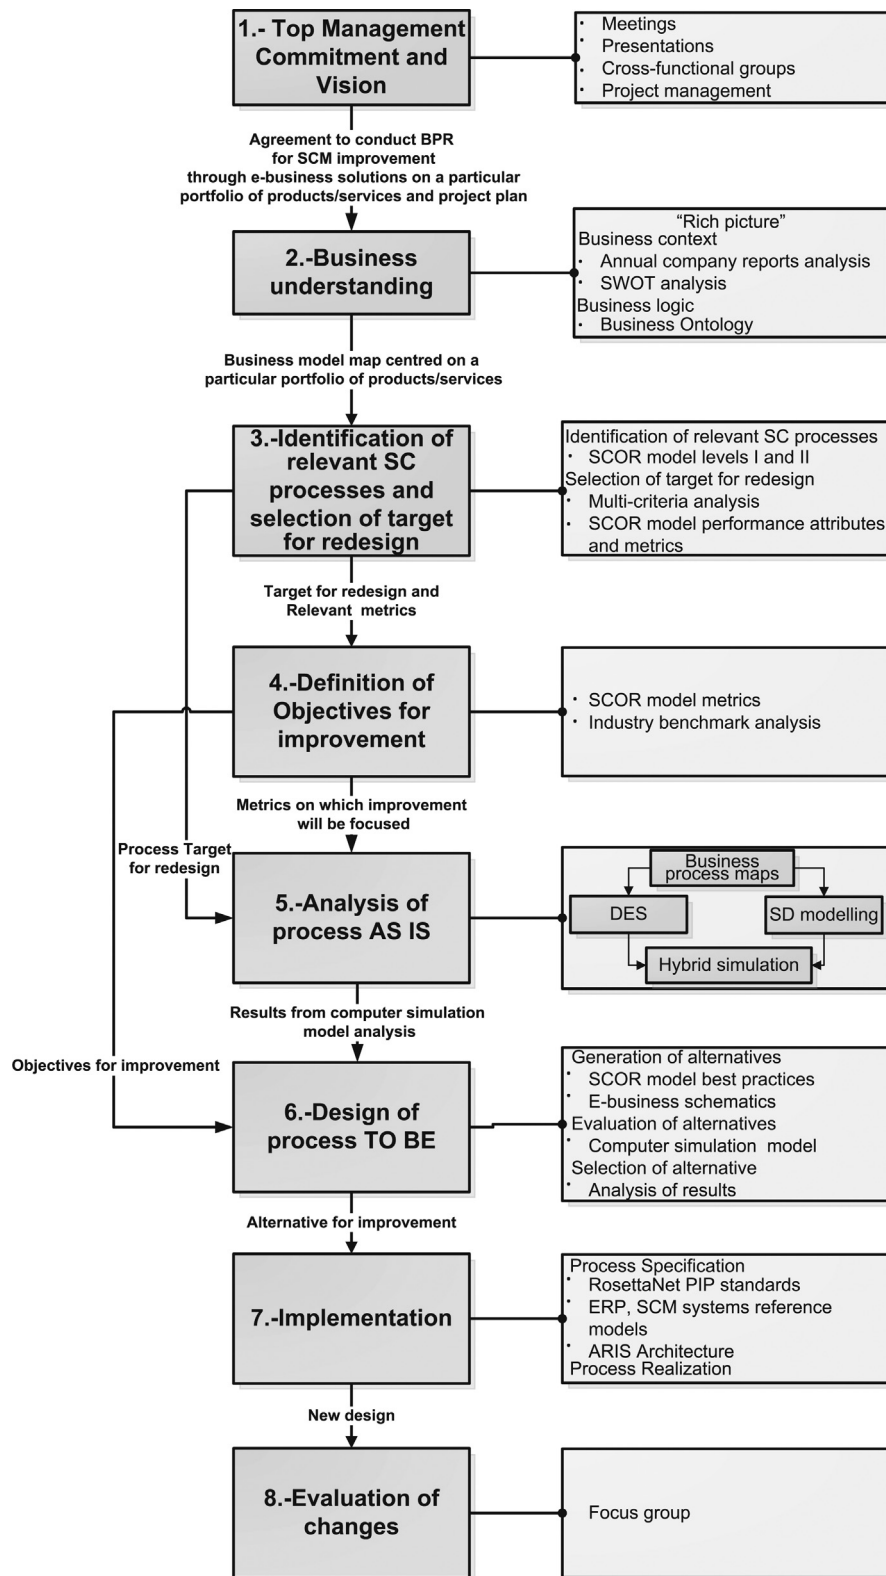 1.- Top Management
Commitment and
Vision
· Meetings
· Presentations
· Cross-functional groups
· Project management
Agreement to conduct BPR
for SCM improvement
through e-business solutions on a particular
portfolio of products/services and project plan
2.-Business
understanding
“Rich picture”
Business context
· Annual company reports analysis
· SWOT analysis
Business logic
· Business Ontology
Business model map centred on a
particular portfolio of products/services
3.-Identification of
relevant SC
processes and
selection of target
for redesign
Identification of relevant SC processes
· SCOR model levels I and II
Selection of target for redesign
· Multi-criteria analysis
· SCOR model performance attributes
and metrics
Target for redesign and
Relevant metrics
4.-Definition of
Objectives for
improvement
· SCOR model metrics
· Industry benchmark analysis
Metrics on which improvement
will be focused
Process Target
for redesign
5.-Analysis of
process AS IS
Business
process maps
DES
SD modelling
Hybrid simulation
Results from computer simulation
model analysis
Objectives for improvement
6.-Design of
process TO BE
Generation of alternatives
· SCOR model best practices
· E-business schematics
Evaluation of alternatives
· Computer simulation model
Selection of alternative
· Analysis of results
Alternative for improvement
7.-Implementation
Process Specification
· RosettaNet PIP standards
· ERP, SCM systems reference
models
· ARIS Architecture
Process Realization
New design
8.-Evaluation of
changes
Focus group